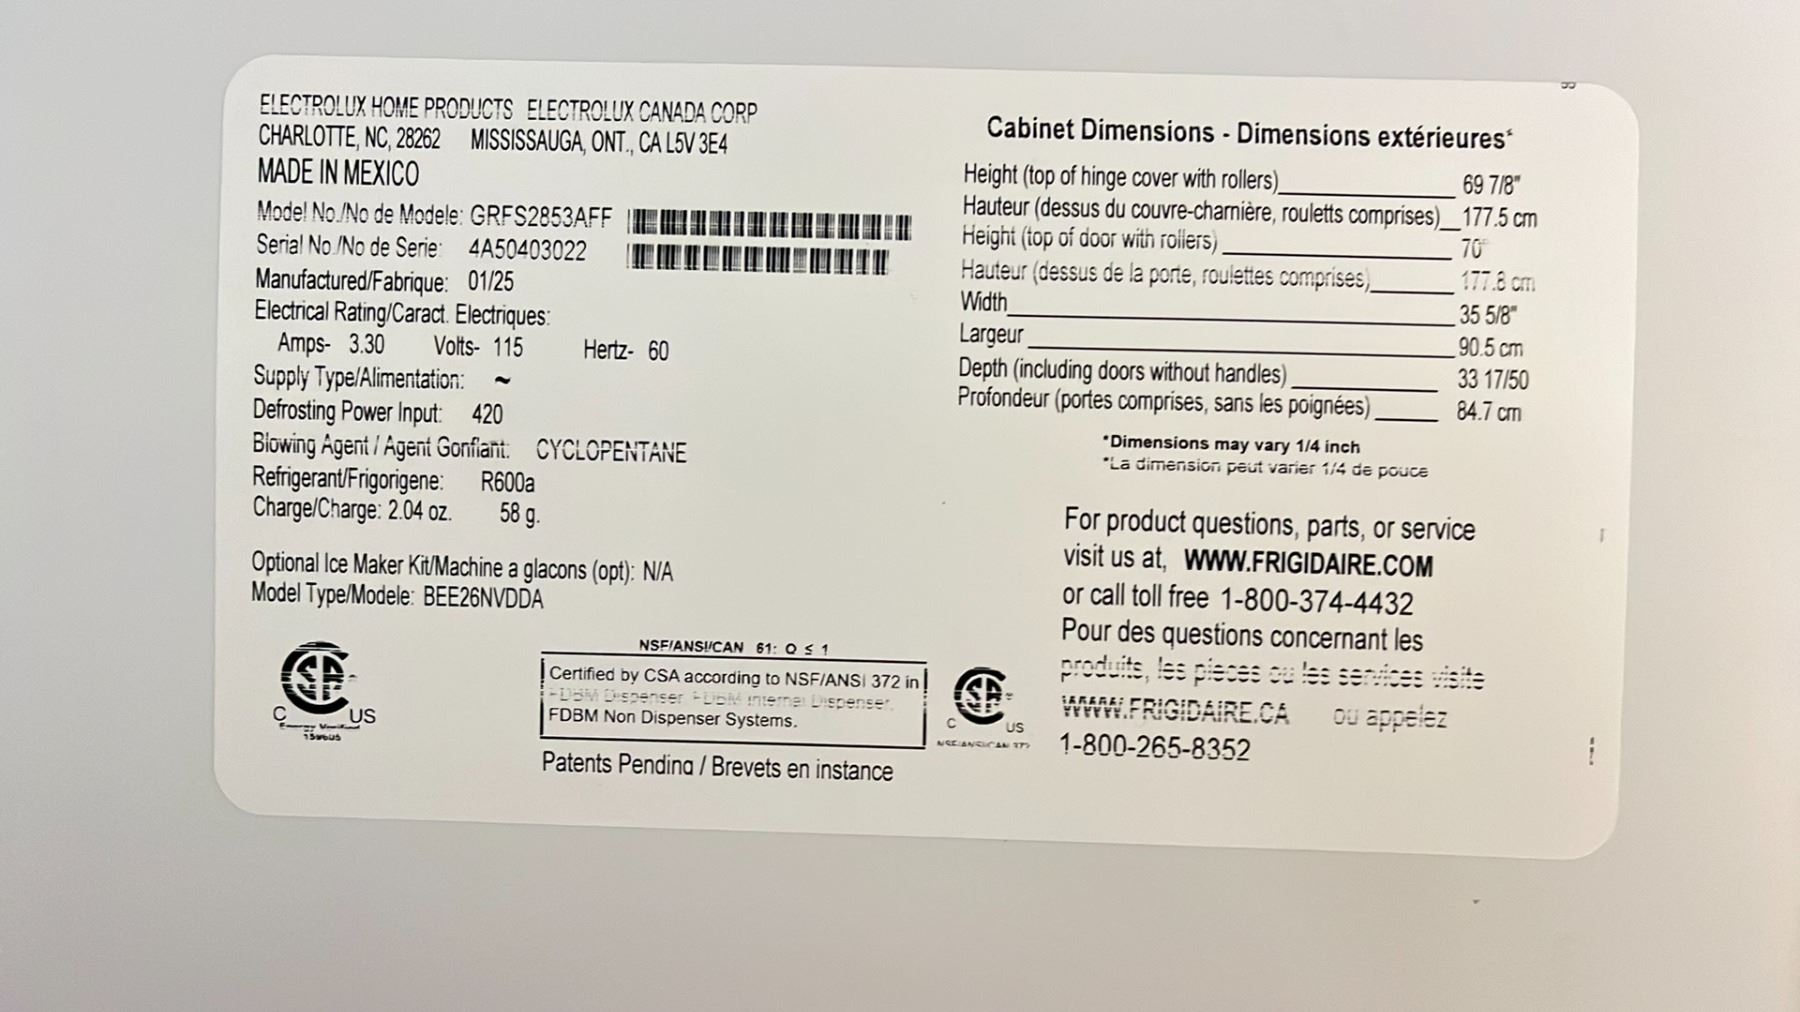 ELECTROLUX HOME PRODUCTS ELECTROLUX CANADA CORP
CHARLOTTE, NC, 28262 MISSISSAUGA, ONT., CA L5V 3E4
MADE IN MEXICO
Model No./No de Modele: GRFS2853AFF
Serial No./No de Serie: 4A50403022
Manufactured/Fabrique: 01/25
Electrical Rating/Caract. Electriques:
Amps- 3.30 Volts- 115 Hertz- 60
Supply Type/Alimentation: ~
Defrosting Power Input: 420
Blowing Agent / Agent Gonflant: CYCLOPENTANE
Refrigerant/Frigorigene: R600a
Charge/Charge: 2.04 oz. 58 g.
Optional Ice Maker Kit/Machine a glacons (opt): N/A
Model Type/Modele: BEE26NVDDA
CSA
C US
Energy Verified
NSF/ANSI/CAN 61: Q ≤ 1
Certified by CSA according to NSF/ANSI 372 in
FDBM Dispenser, FDBM Internal Dispenser,
FDBM Non Dispenser Systems.
CSA
C US
NSF/ANSI/CAN 372
Patents Pending / Brevets en instance
Cabinet Dimensions - Dimensions extérieures*
Height (top of hinge cover with rollers) 69 7/8"
Hauteur (dessus du couvre-charnière, rouletts comprises) 177.5 cm
Height (top of door with rollers) 70"
Hauteur (dessus de la porte, roulettes comprises) 177.8 cm
Width 35 5/8"
Largeur 90.5 cm
Depth (including doors without handles) 33 17/50
Profondeur (portes comprises, sans les poignées) 84.7 cm
*Dimensions may vary 1/4 inch
*La dimension peut varier 1/4 de pouce
For product questions, parts, or service
visit us at, WWW.FRIGIDAIRE.COM
or call toll free 1-800-374-4432
Pour des questions concernant les
produits, les pieces ou les services visite
WWW.FRIGIDAIRE.CA ou appelez
1-800-265-8352